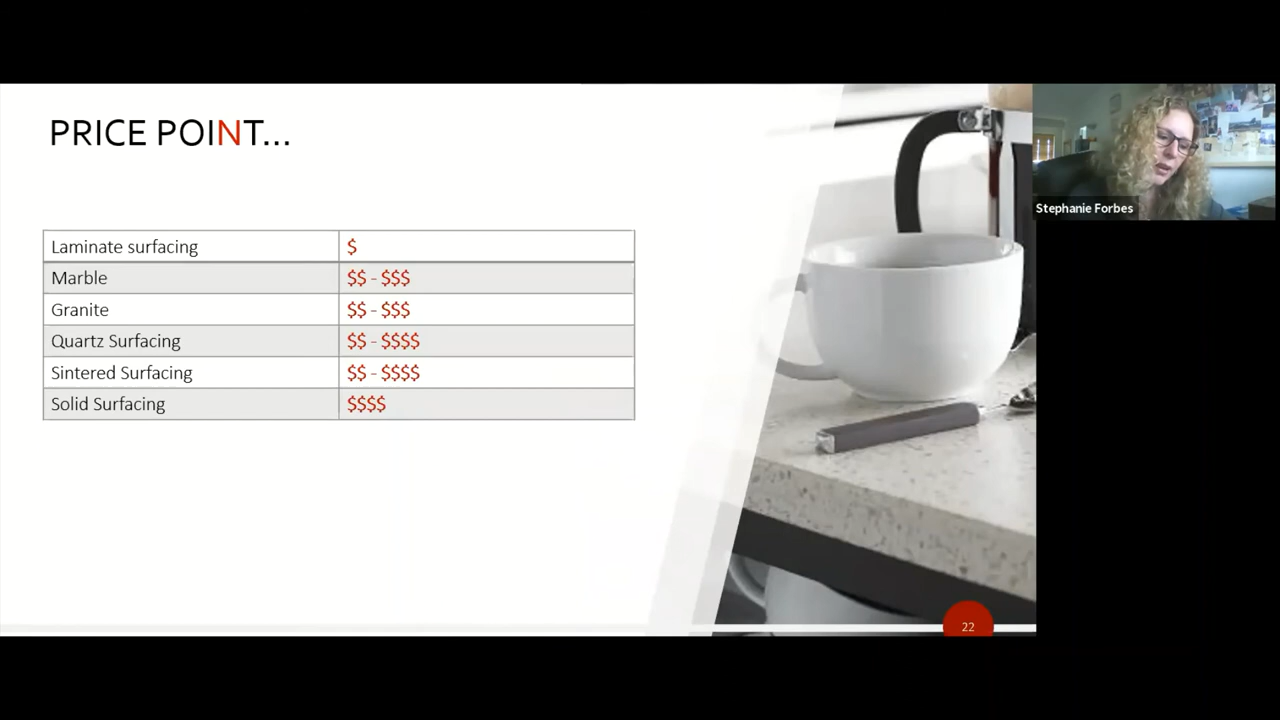 PRICE POINT...
Stephanie Forbes
Laminate surfacing $
Marble $$ - $$$
Granite $$ - $$$
Quartz Surfacing $$ - $$$$
Sintered Surfacing $$ - $$$$
Solid Surfacing $$$$
22